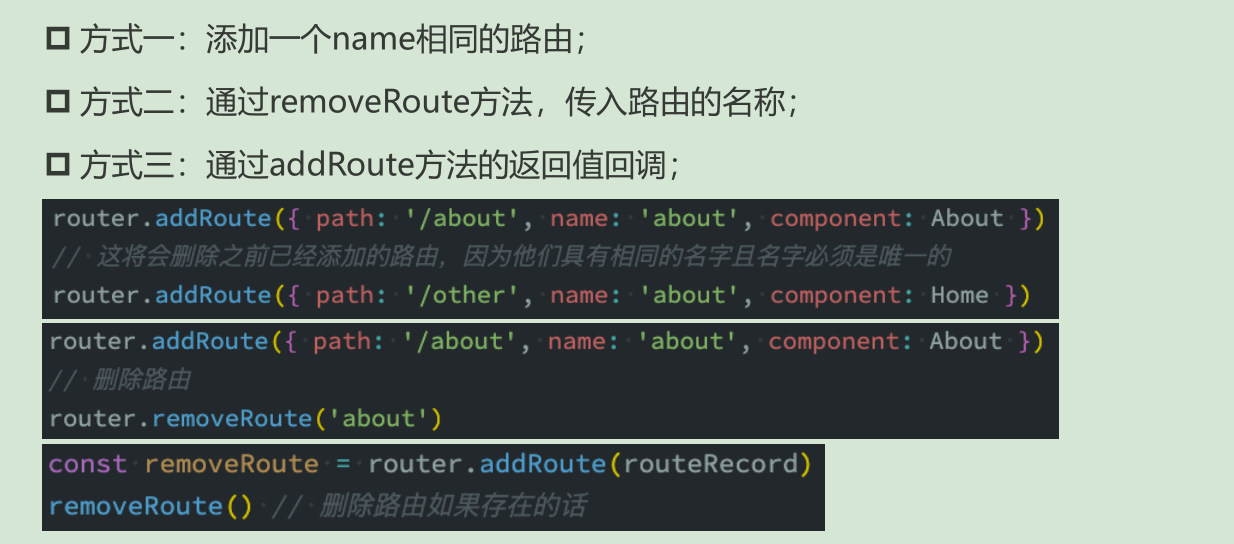 方式一：添加一个name相同的路由；
方式二：通过removeRoute方法，传入路由的名称；
方式三：通过addRoute方法的返回值回调；
router.addRoute({ path: '/about', name: 'about', component: About })
// 这将会删除之前已经添加的路由，因为他们具有相同的名字且名字必须是唯一的
router.addRoute({ path: '/other', name: 'about', component: Home })
router.addRoute({ path: '/about', name: 'about', component: About })
// 删除路由
router.removeRoute('about')
const removeRoute = router.addRoute(routeRecord)
removeRoute() // 删除路由如果存在的话